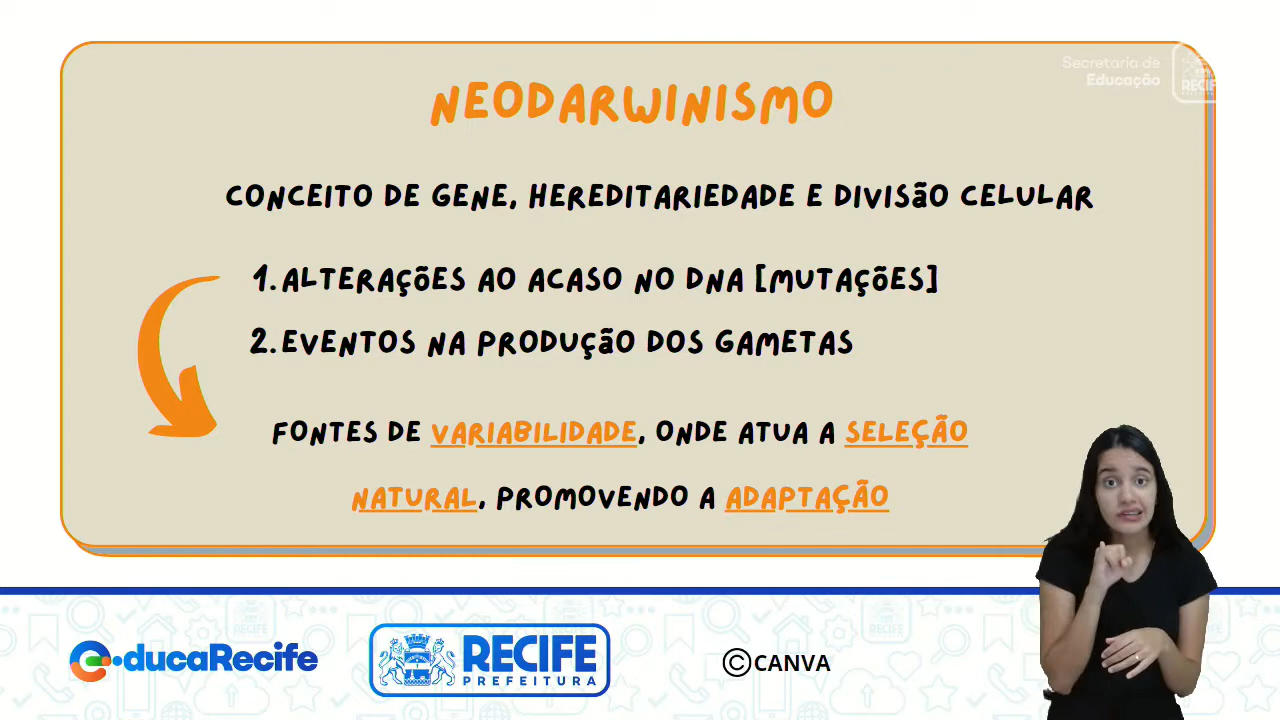 Secretaria de
Educação
RECIFE
NEODARWINISMO
CONCEITO DE GENE, HEREDITARIEDADE E DIVISÃO CELULAR
1. ALTERAÇÕES AO ACASO NO DNA [MUTAÇÕES]
2. EVENTOS NA PRODUÇÃO DOS GAMETAS
FONTES DE VARIABILIDADE, ONDE ATUA A SELEÇÃO
NATURAL, PROMOVENDO A ADAPTAÇÃO
educaRecife
RECIFE
PREFEITURA
©CANVA